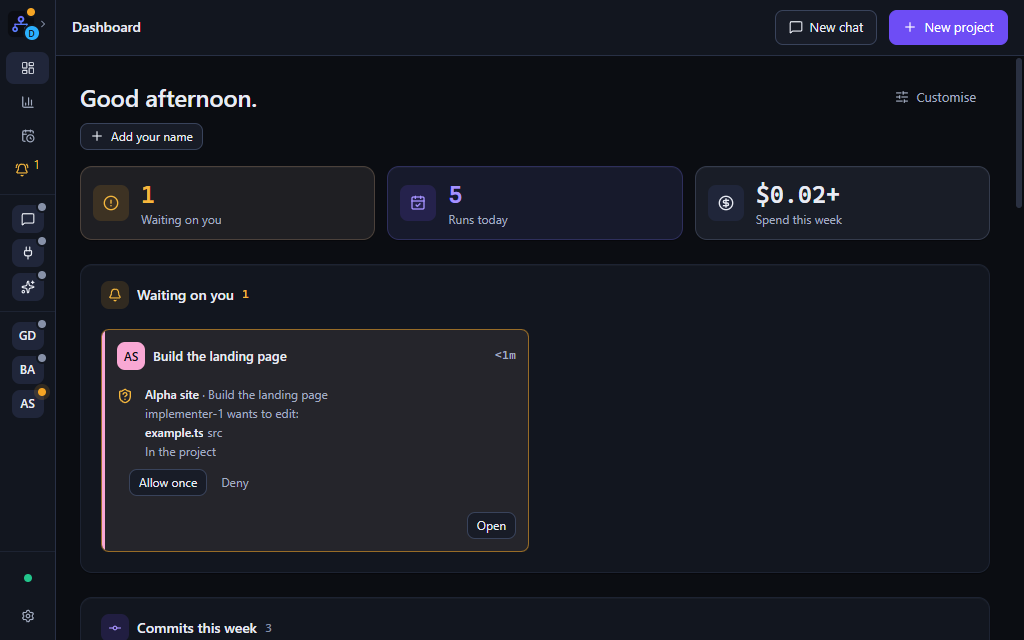 D
Dashboard
New chat
New project
1
Good afternoon.
Customise
Add your name
1
Waiting on you
5
Runs today
$0.02+
Spend this week
Waiting on you 1
AS Build the landing page <1m
Alpha site · Build the landing page
implementer-1 wants to edit:
example.ts src
In the project
Allow once Deny
Open
GD
BA
AS
Commits this week 3